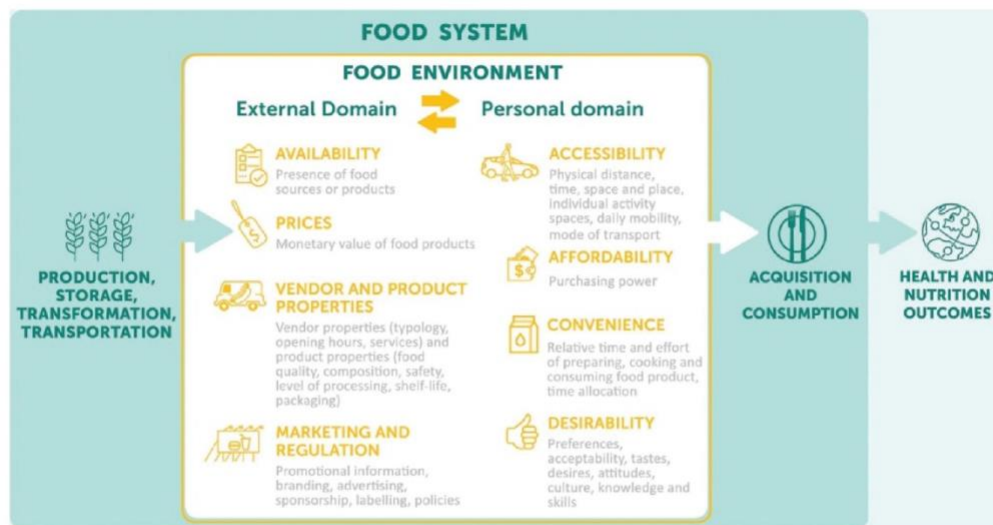 FOOD SYSTEM
FOOD ENVIRONMENT
External Domain
Personal domain
PRODUCTION,
STORAGE,
TRANSFORMATION,
TRANSPORTATION
AVAILABILITY
Presence of food
sources or products
PRICES
Monetary value of food products
VENDOR AND PRODUCT
PROPERTIES
Vendor properties (typology,
opening hours, services) and
product properties (food
quality, composition, safety,
level of processing, shelf-life,
packaging)
MARKETING AND
REGULATION
Promotional information,
branding, advertising,
sponsorship, labelling, policies
ACCESSIBILITY
Physical distance,
time, space and place,
individual activity
spaces, daily mobility,
mode of transport
AFFORDABILITY
Purchasing power
CONVENIENCE
Relative time and effort
of preparing, cooking and
consuming food product,
time allocation
DESIRABILITY
Preferences,
acceptability, tastes,
desires, attitudes,
culture, knowledge and
skills
ACQUISITION
AND
CONSUMPTION
HEALTH AND
NUTRITION
OUTCOMES